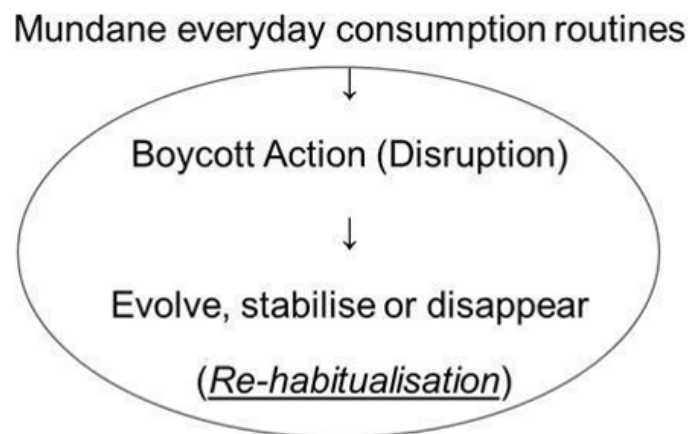 Mundane everyday consumption routines
↓
Boycott Action (Disruption)
↓
Evolve, stabilise or disappear
(Re-habitualisation)